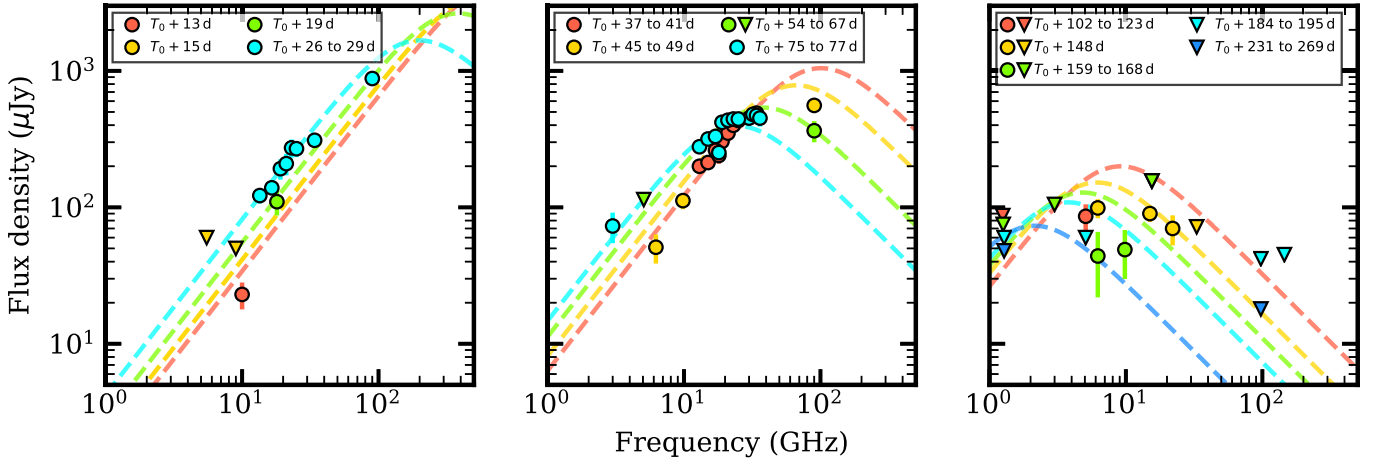 T₀ + 13 d
T₀ + 19 d
T₀ + 15 d
T₀ + 26 to 29 d
T₀ + 37 to 41 d
T₀ + 54 to 67 d
T₀ + 45 to 49 d
T₀ + 75 to 77 d
T₀ + 102 to 123 d
T₀ + 184 to 195 d
T₀ + 148 d
T₀ + 231 to 269 d
T₀ + 159 to 168 d
Flux density (μJy)
10³
10²
10¹
10⁰ 10¹ 10²
10⁰ 10¹ 10²
10⁰ 10¹ 10²
Frequency (GHz)